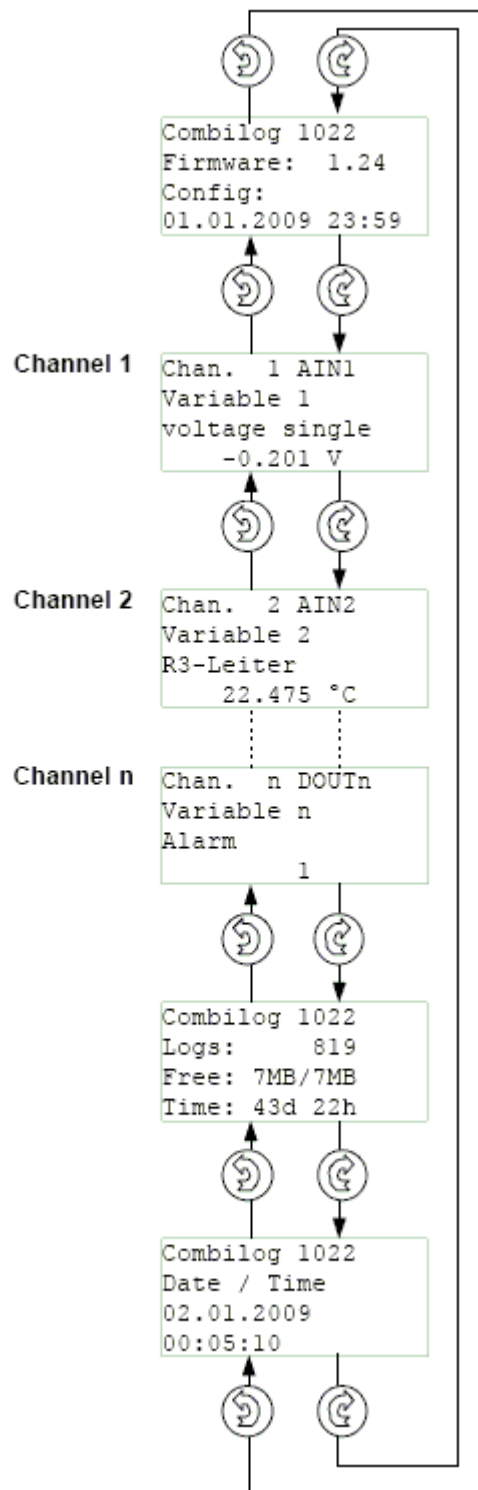 Combilog 1022
Firmware: 1.24
Config:
01.01.2009 23:59
Channel 1
Chan. 1 AIN1
Variable 1
voltage single
-0.201 V
Channel 2
Chan. 2 AIN2
Variable 2
R3-Leiter
22.475 °C
Channel n
Chan. n DOUTn
Variable n
Alarm
1
Combilog 1022
Logs: 819
Free: 7MB/7MB
Time: 43d 22h
Combilog 1022
Date / Time
02.01.2009
00:05:10